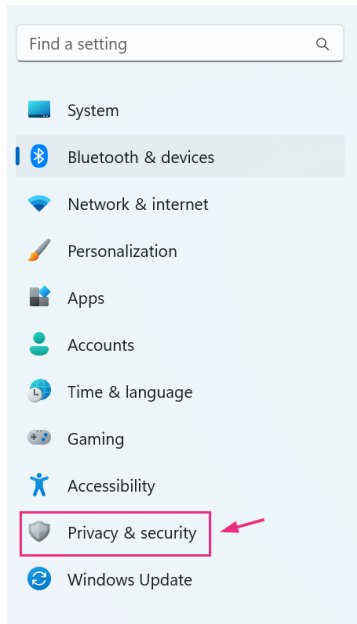 Find a setting
System
Bluetooth & devices
Network & internet
Personalization
Apps
Accounts
Time & language
Gaming
Accessibility
Privacy & security
Windows Update